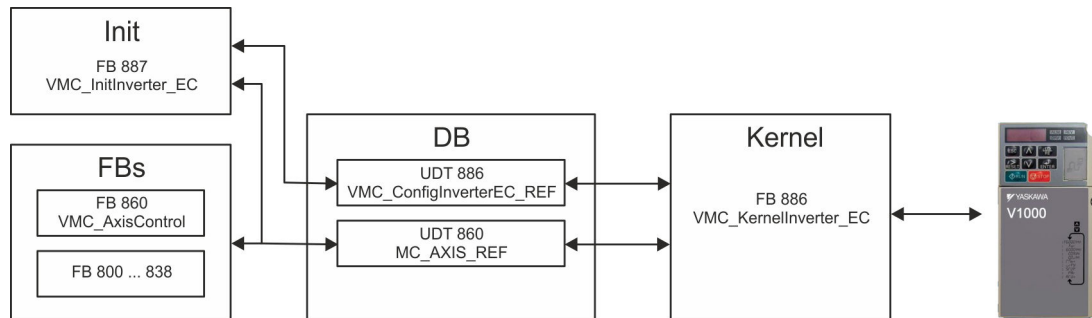 Init
FB 887
VMC_InitInverter_EC
FBs
FB 860
VMC_AxisControl
FB 800 ... 838
DB
UDT 886
VMC_ConfigInverterEC_REF
UDT 860
MC_AXIS_REF
Kernel
FB 886
VMC_KernelInverter_EC
YASKAWA
V1000